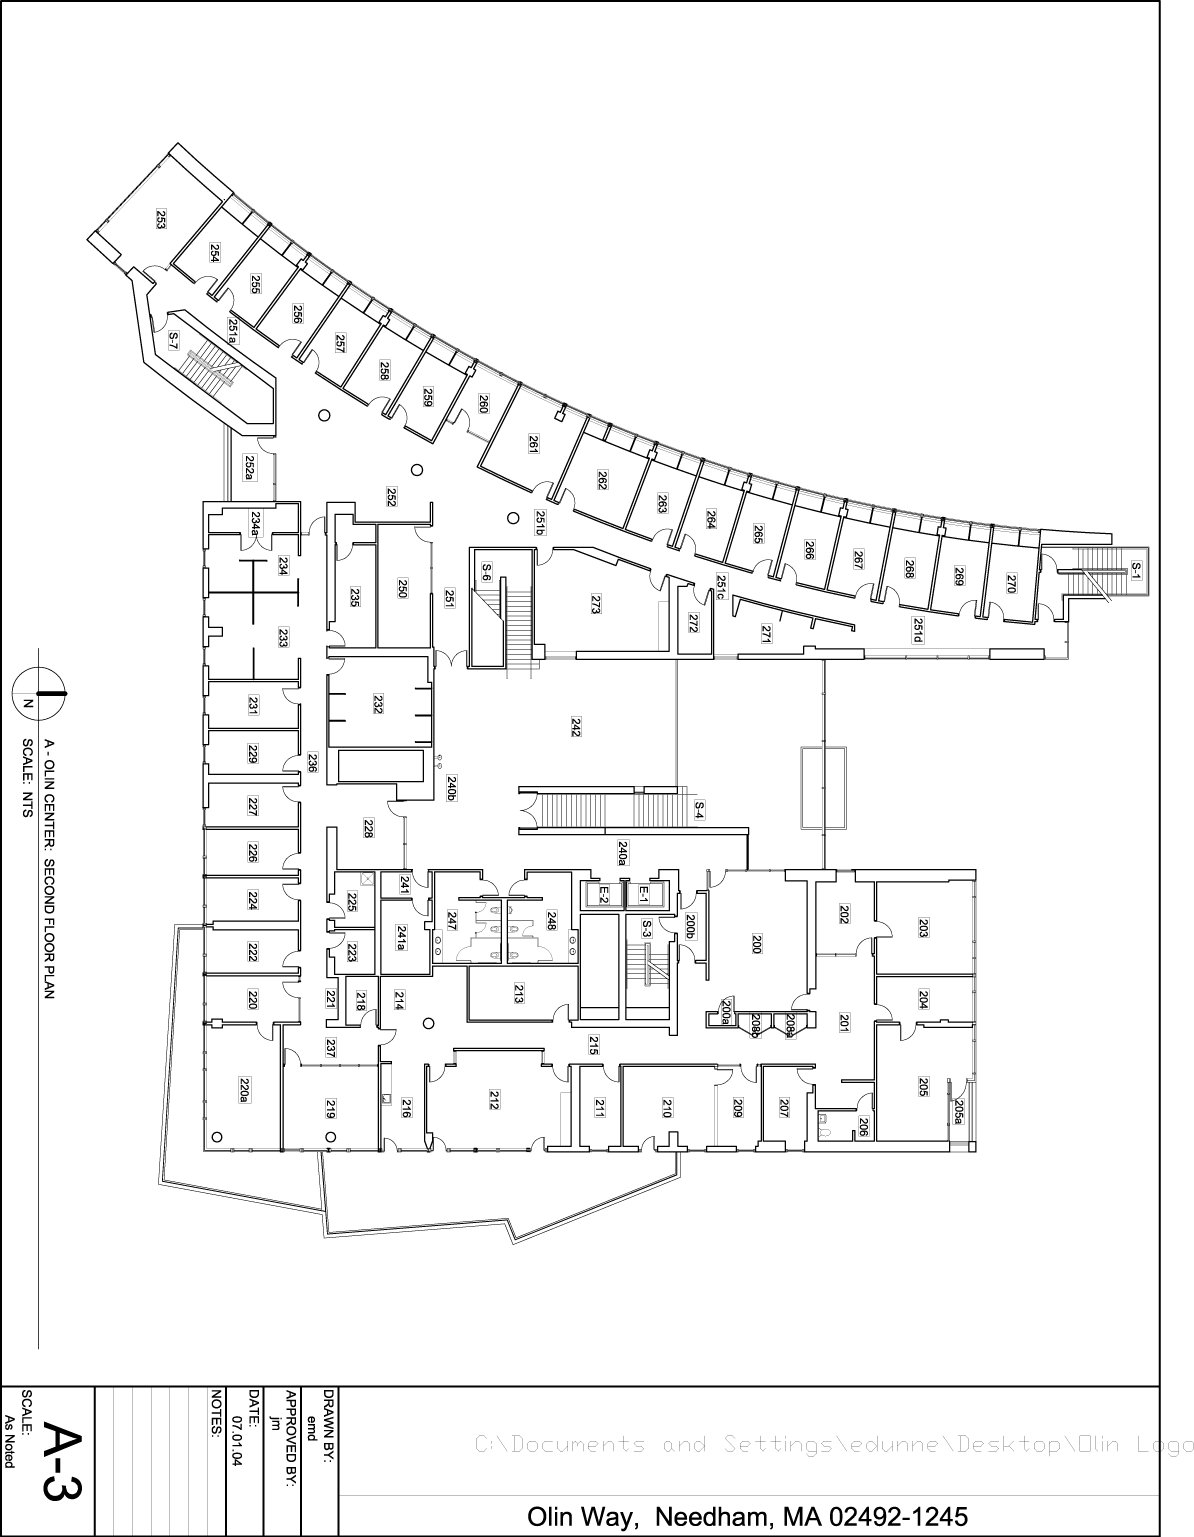 253
254
255
256
257
258
259
260
261
262
263
264
265
266
267
268
269
270
S-1
251a
S-7
252a
252
251b
251c
251d
S-6
251
273
272
271
234a
234
235
250
233
231
232
229
236
227
228
226
240b
242
S-4
240a
E-2
E-1
225
241
224
241a
247
248
S-3
200b
200
202
203
222
223
220
221
218
214
213
200a
208b
208a
201
204
237
215
205
205a
220a
219
216
212
211
210
209
207
206
N
A - OLIN CENTER: SECOND FLOOR PLAN
SCALE: NTS
DRAWN BY:
emd
APPROVED BY:
jm
DATE:
07.01.04
NOTES:
A-3
SCALE:
As Noted
C:\Documents and Settings\edunne\Desktop\Olin Logo
Olin Way, Needham, MA 02492-1245